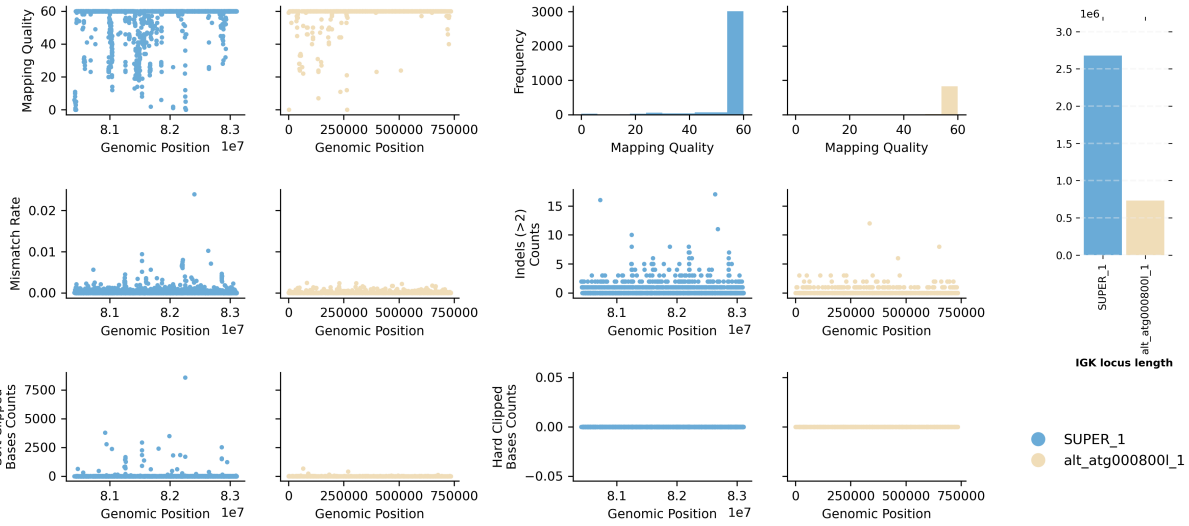 60
40
20
0
Mapping Quality
8.1
8.2
8.3
Genomic Position 1e7
0
250000
500000
750000
Genomic Position
3000
2000
1000
0
Frequency
0
20
40
60
Mapping Quality
0
20
40
60
Mapping Quality
1e6
3.0
2.5
2.0
1.5
1.0
0.5
0.0
SUPER_1
alt_atg000800l_1
IGK locus length
0.02
0.01
0.00
Mismatch Rate
8.1
8.2
8.3
Genomic Position 1e7
0
250000
500000
750000
Genomic Position
15
10
5
0
Indels (>2)
Counts
8.1
8.2
8.3
Genomic Position 1e7
0
250000
500000
750000
Genomic Position
7500
5000
2500
0
Bases Counts
8.1
8.2
8.3
Genomic Position 1e7
0
250000
500000
750000
Genomic Position
0.05
0.00
−0.05
Hard Clipped
Bases Counts
8.1
8.2
8.3
Genomic Position 1e7
0
250000
500000
750000
Genomic Position
SUPER_1
alt_atg000800l_1